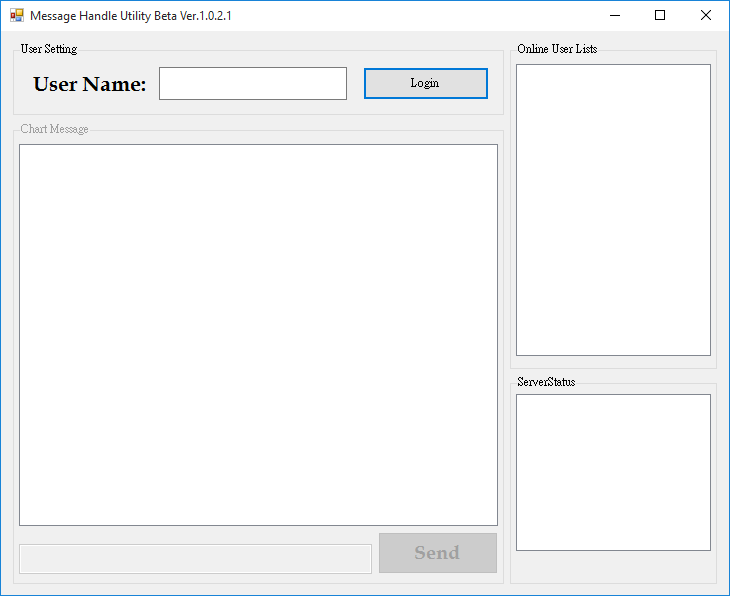 Message Handle Utility Beta Ver.1.0.2.1
User Setting
User Name:
Login
Chart Message
Send
Online User Lists
ServerStatus